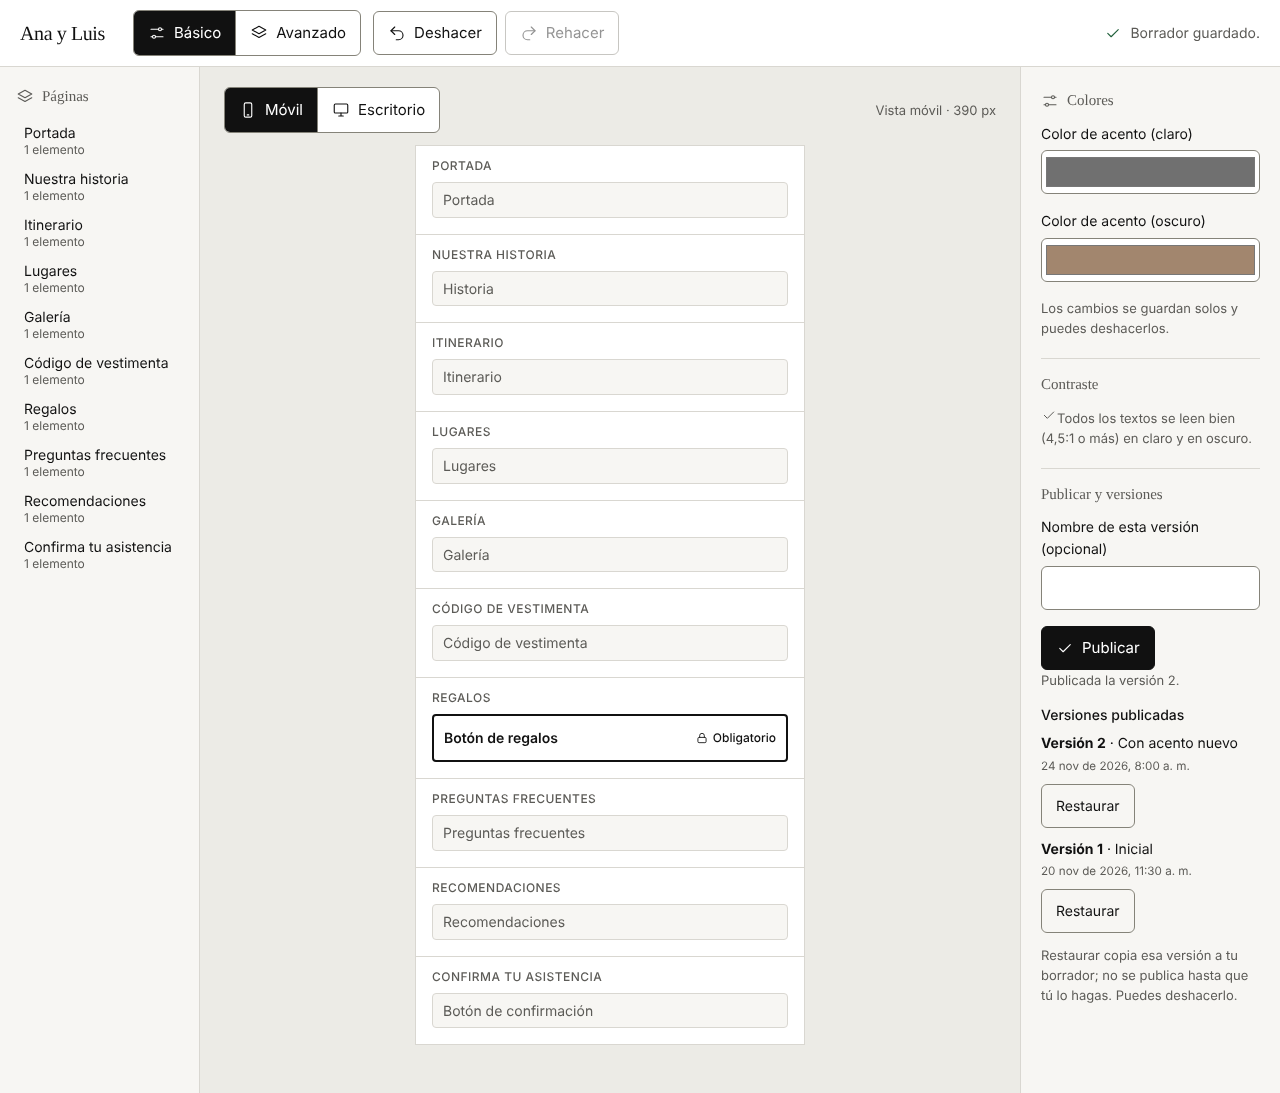 Ana y Luis
Básico
Avanzado
Deshacer
Rehacer
Borrador guardado.
Páginas
Portada
1 elemento
Nuestra historia
1 elemento
Itinerario
1 elemento
Lugares
1 elemento
Galería
1 elemento
Código de vestimenta
1 elemento
Regalos
1 elemento
Preguntas frecuentes
1 elemento
Recomendaciones
1 elemento
Confirma tu asistencia
1 elemento
Móvil
Escritorio
Vista móvil · 390 px
PORTADA
Portada
NUESTRA HISTORIA
Historia
ITINERARIO
Itinerario
LUGARES
Lugares
GALERÍA
Galería
CÓDIGO DE VESTIMENTA
Código de vestimenta
REGALOS
Botón de regalos
Obligatorio
PREGUNTAS FRECUENTES
Preguntas frecuentes
RECOMENDACIONES
Recomendaciones
CONFIRMA TU ASISTENCIA
Botón de confirmación
Colores
Color de acento (claro)
Color de acento (oscuro)
Los cambios se guardan solos y
puedes deshacerlos.
Contraste
Todos los textos se leen bien
(4,5:1 o más) en claro y en oscuro.
Publicar y versiones
Nombre de esta versión
(opcional)
Publicar
Publicada la versión 2.
Versiones publicadas
Versión 2 · Con acento nuevo
24 nov de 2026, 8:00 a. m.
Restaurar
Versión 1 · Inicial
20 nov de 2026, 11:30 a. m.
Restaurar
Restaurar copia esa versión a tu
borrador; no se publica hasta que
tú lo hagas. Puedes deshacerlo.